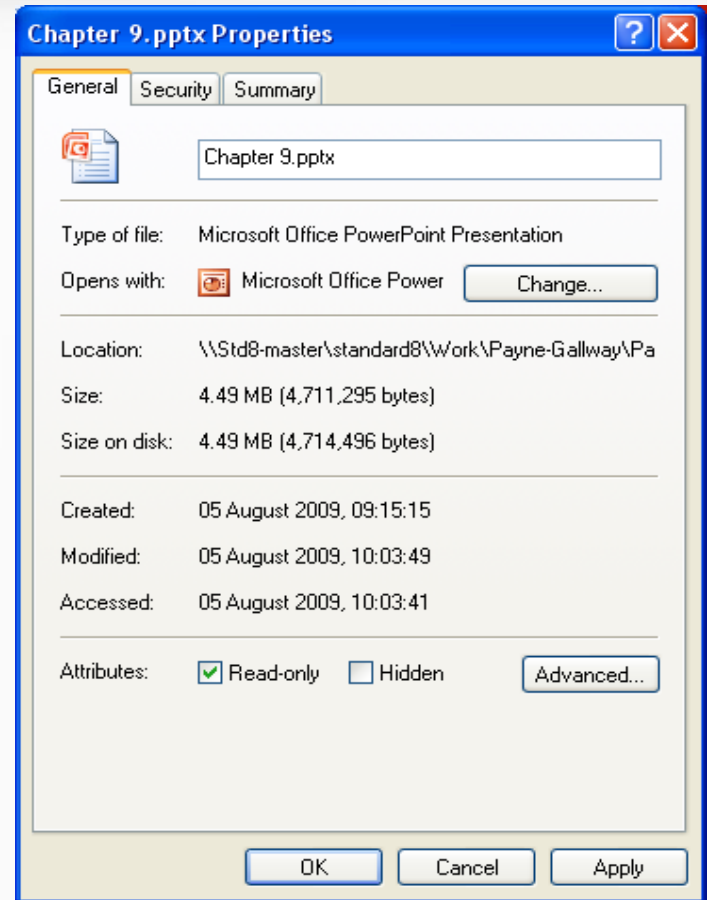 Chapter 9.pptx Properties
General Security Summary
Chapter 9.pptx
Type of file: Microsoft Office PowerPoint Presentation
Opens with: Microsoft Office Power Change...
Location: \\Std8-master\standard8\Work\Payne-Gallway\Pa
Size: 4.49 MB (4,711,295 bytes)
Size on disk: 4.49 MB (4,714,496 bytes)
Created: 05 August 2009, 09:15:15
Modified: 05 August 2009, 10:03:49
Accessed: 05 August 2009, 10:03:41
Attributes: Read-only Hidden Advanced...
OK Cancel Apply